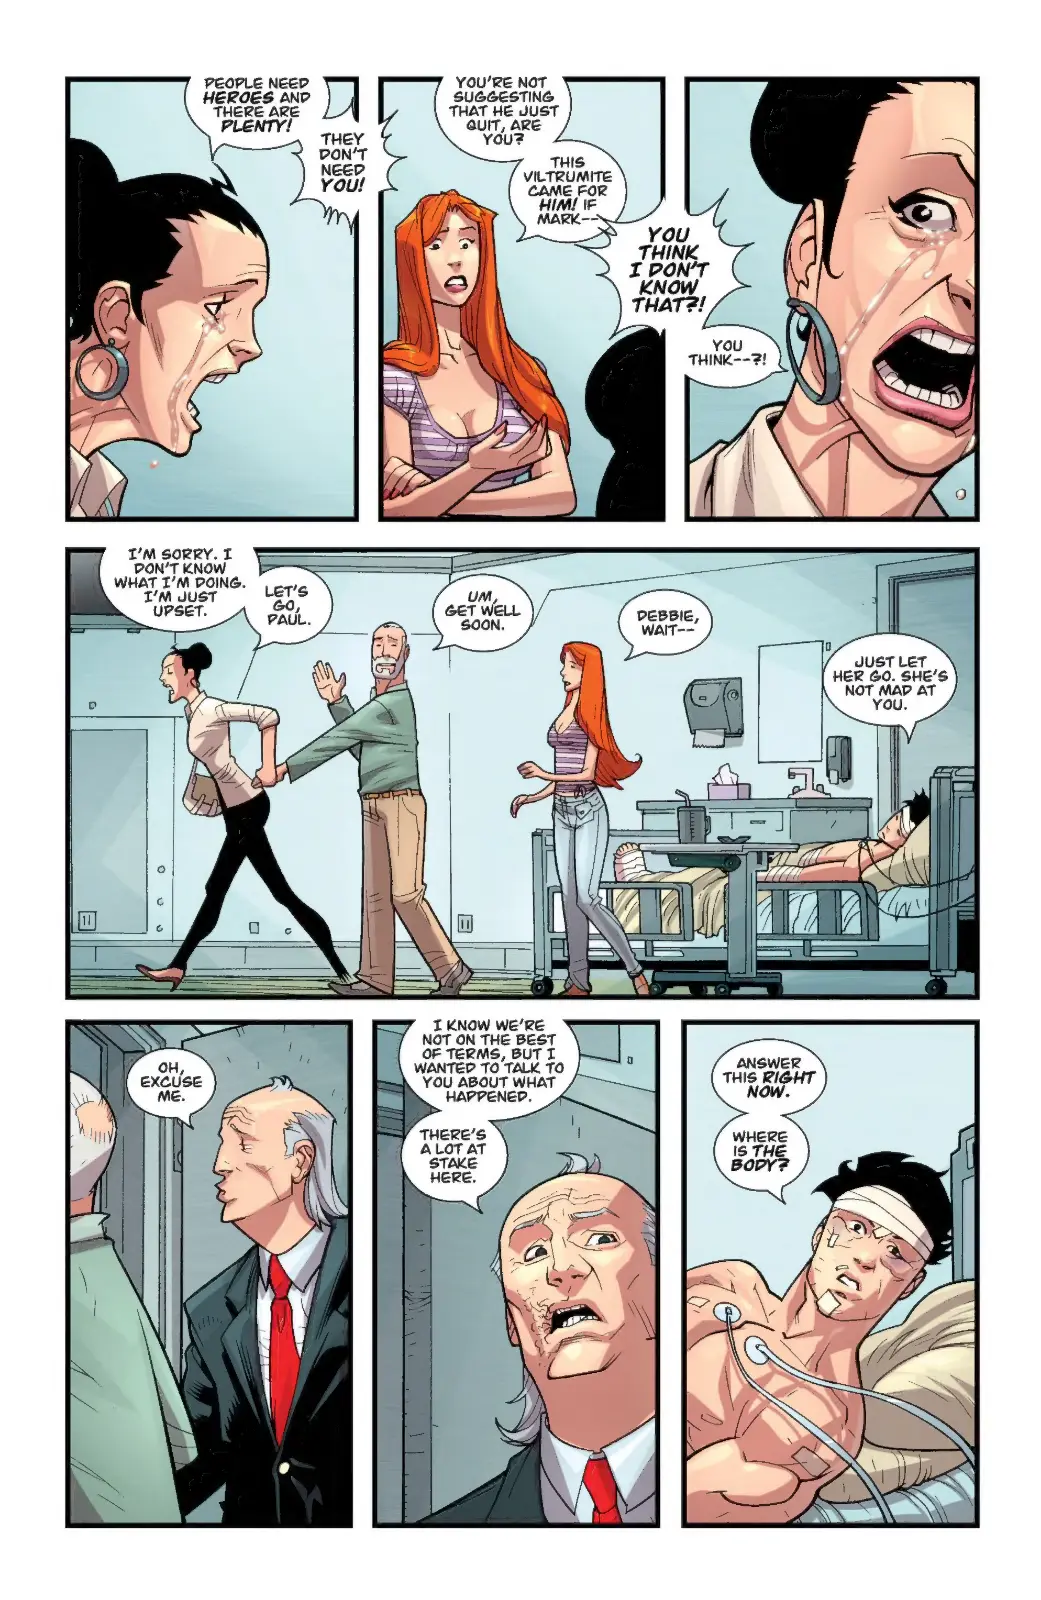 PEOPLE NEED
HEROES AND
THERE ARE
PLENTY!
THEY
DON'T
NEED
YOU!
YOU'RE NOT
SUGGESTING
THAT HE JUST
QUIT, ARE
YOU?
THIS
VILTRUMITE
CAME FOR
HIM! IF
MARK--
YOU
THINK
I DON'T
KNOW
THAT?!
YOU
THINK--?!
I'M SORRY. I
DON'T KNOW
WHAT I'M DOING.
I'M JUST
UPSET.
LET'S
GO,
PAUL.
UM,
GET WELL
SOON.
DEBBIE,
WAIT--
JUST LET
HER GO. SHE'S
NOT MAD AT
YOU.
OH,
EXCUSE
ME.
I KNOW WE'RE
NOT ON THE BEST
OF TERMS, BUT I
WANTED TO TALK TO
YOU ABOUT WHAT
HAPPENED.
THERE'S
A LOT AT
STAKE
HERE.
ANSWER
THIS RIGHT
NOW.
WHERE
IS THE
BODY?